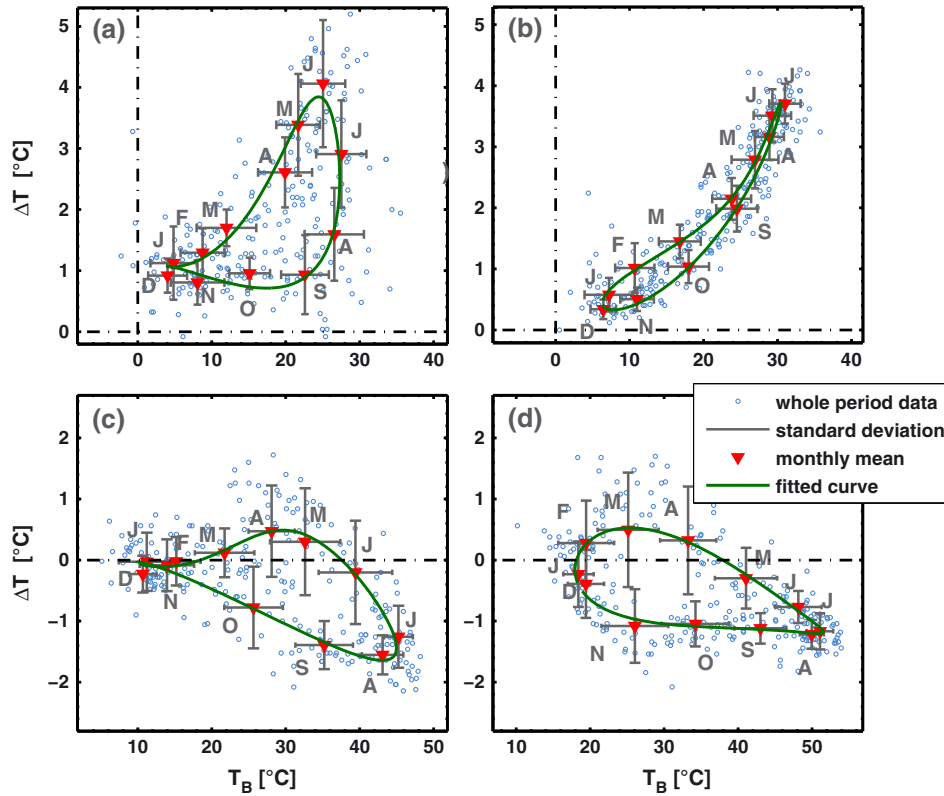 (a)
5
4
3
2
1
0
ΔT [°C]
J
M
A
J
A
S
O
N
D
J
F
M
0 10 20 30 40
)
(b)
5
4
3
2
1
0
J
J
M
A
A
S
M
F
O
J
N
D
0 10 20 30 40
(c)
2
1
0
−1
−2
ΔT [°C]
J
D
F
N
M
A
M
J
J
A
S
O
10 20 30 40 50
T_B [°C]
(d)
2
1
0
−1
−2
F
M
A
M
J
J
J
D
N
O
S
A
10 20 30 40 50
T_B [°C]
whole period data
standard deviation
monthly mean
fitted curve